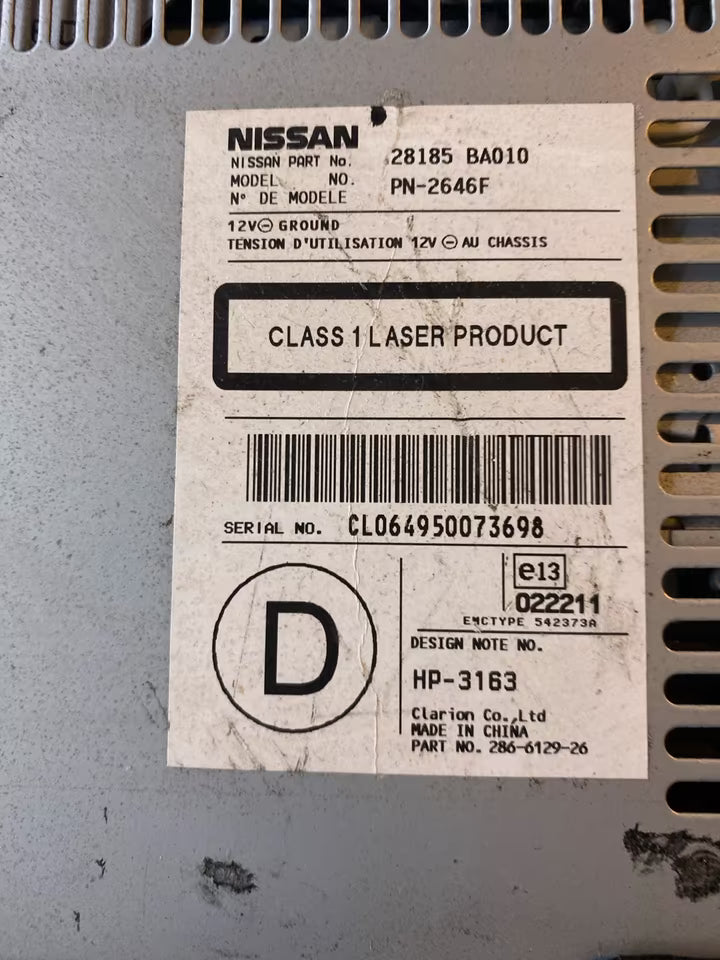 NISSAN
NISSAN PART No. 28185 BA010
MODEL NO. PN-2646F
N° DE MODELE
12V⊖GROUND
TENSION D'UTILISATION 12V ⊖ AU CHASSIS
CLASS 1 LASER PRODUCT
SERIAL NO. CL064950073698
D
e13
022211
EMCTYPE 542373A
DESIGN NOTE NO.
HP-3163
Clarion Co.,Ltd
MADE IN CHINA
PART NO. 286-6129-26